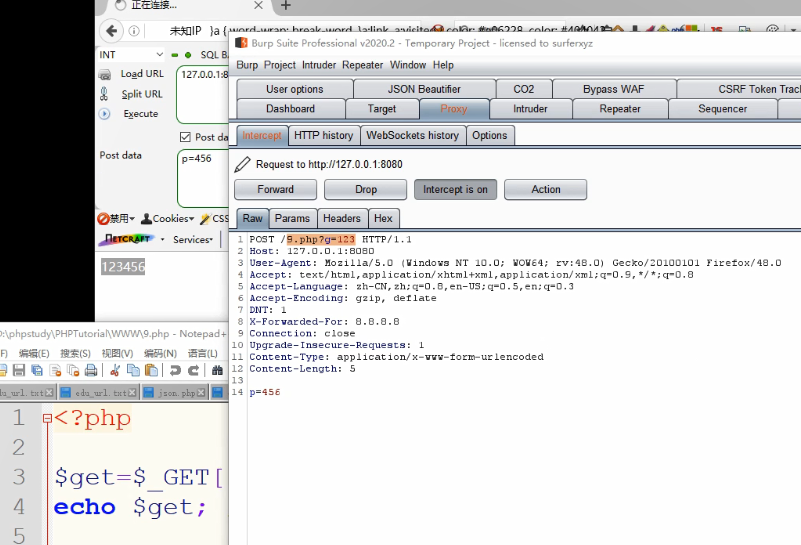 正在连接...
未知IP }a { word-wrap: break-word, }a:link, a:visited{ color:
INT
SQL BA
Load URL
127.0.0.1:8
Split URL
Execute
Post da
Post data
p=456
禁用 Cookies CSS
NETCRAFT Services
123456
Burp Suite Professional v2020.2 - Temporary Project - licensed to surferxyz
Burp Project Intruder Repeater Window Help
User options JSON Beautifier CO2 Bypass WAF CSRF Token Trac
Dashboard Target Proxy Intruder Repeater Sequencer
Intercept HTTP history WebSockets history Options
Request to http://127.0.0.1:8080
Forward Drop Intercept is on Action
Raw Params Headers Hex
1 POST /9.php?g=123 HTTP/1.1
2 Host: 127.0.0.1:8080
3 User-Agent: Mozilla/5.0 (Windows NT 10.0; WOW64; rv:48.0) Gecko/20100101 Firefox/48.0
4 Accept: text/html,application/xhtml+xml,application/xml;q=0.9,*/*;q=0.8
5 Accept-Language: zh-CN,zh;q=0.8,en-US;q=0.5,en;q=0.3
6 Accept-Encoding: gzip, deflate
7 DNT: 1
8 X-Forwarded-For: 8.8.8.8
9 Connection: close
10 Upgrade-Insecure-Requests: 1
11 Content-Type: application/x-www-form-urlencoded
12 Content-Length: 5
13
14 p=456
:\phpstudy\PHPTutorial\WWW\9.php - Notepad+
F) 编辑(E) 搜索(S) 视图(V) 编码(N) 语言(L)
du_url.txt edu_url.txt json.php
1 <?php
2
3 $get=$_GET[
4 echo $get;
5